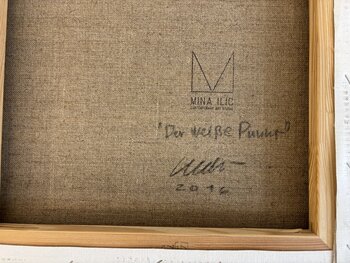 MINA ILIC
"Der weiße Punkt"
2016